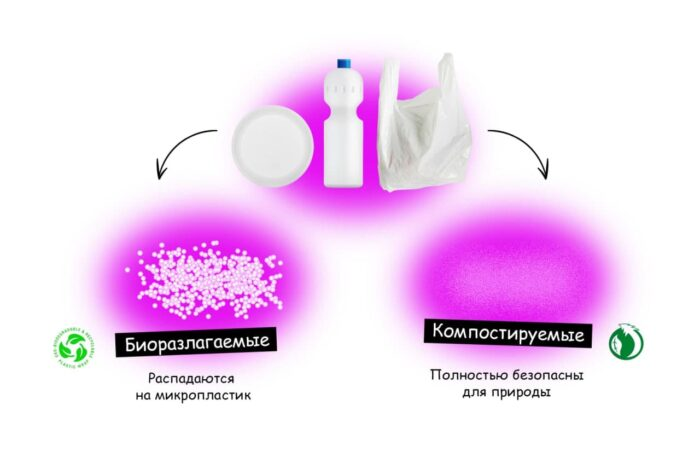 Биоразлагаемые
Распадаются
на микропластик
Компостируемые
Полностью безопасны
для природы